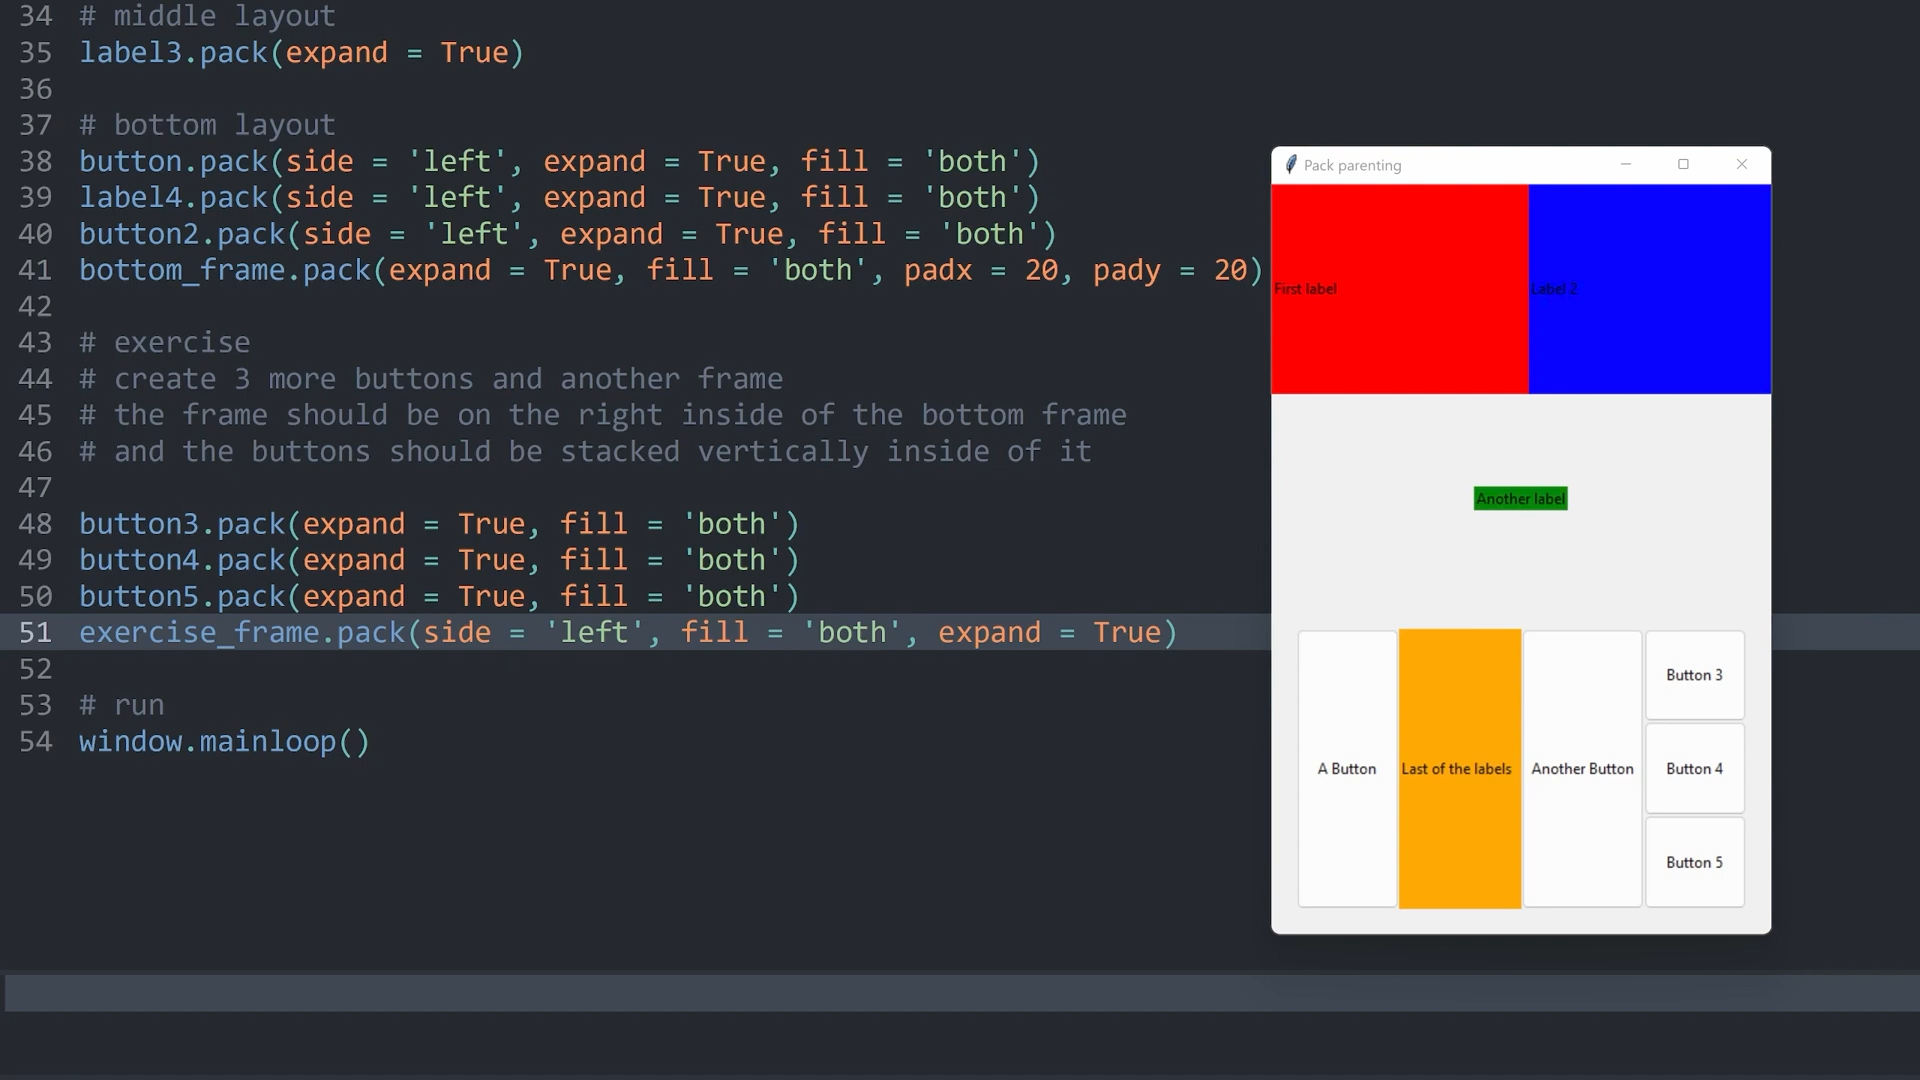 34 # middle layout
35 label3.pack(expand = True)
36
37 # bottom layout
38 button.pack(side = 'left', expand = True, fill = 'both')
39 label4.pack(side = 'left', expand = True, fill = 'both')
40 button2.pack(side = 'left', expand = True, fill = 'both')
41 bottom_frame.pack(expand = True, fill = 'both', padx = 20, pady = 20)
42
43 # exercise
44 # create 3 more buttons and another frame
45 # the frame should be on the right inside of the bottom frame
46 # and the buttons should be stacked vertically inside of it
47
48 button3.pack(expand = True, fill = 'both')
49 button4.pack(expand = True, fill = 'both')
50 button5.pack(expand = True, fill = 'both')
51 exercise_frame.pack(side = 'left', fill = 'both', expand = True)
52
53 # run
54 window.mainloop()
Pack parenting
First label
Label 2
Another label
A Button
Last of the labels
Another Button
Button 3
Button 4
Button 5